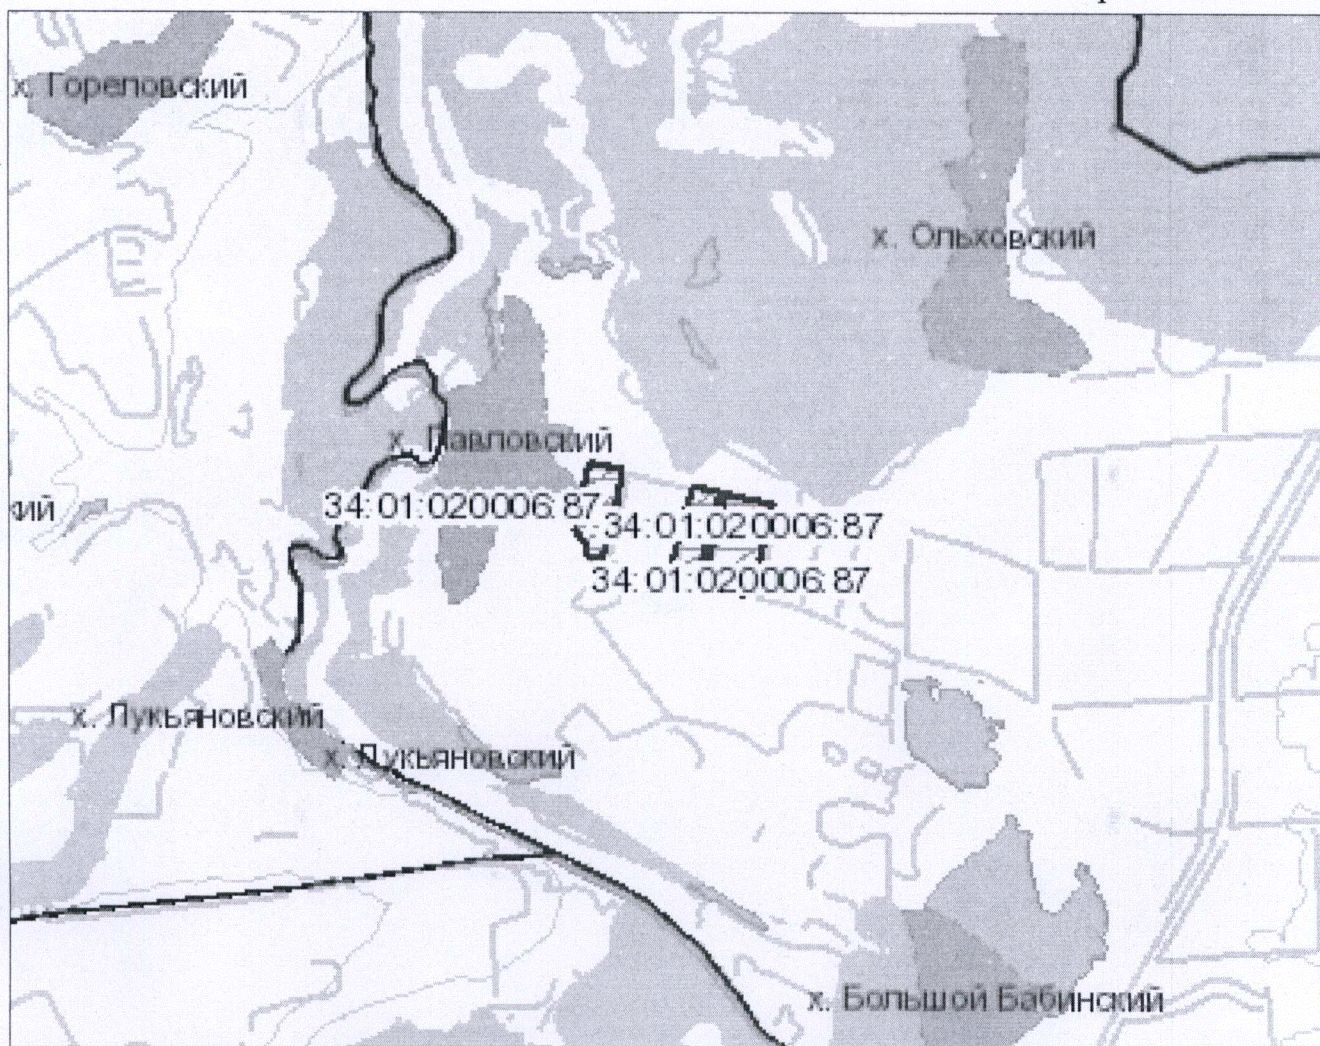 х. Гореловский
х. Ольховский
х. Павловский
34:01:020006:87
кий
34:01:020006:87
34:01:020006:87
х. Лукьяновский
х. Лукьяновский
х. Большой Бабинский